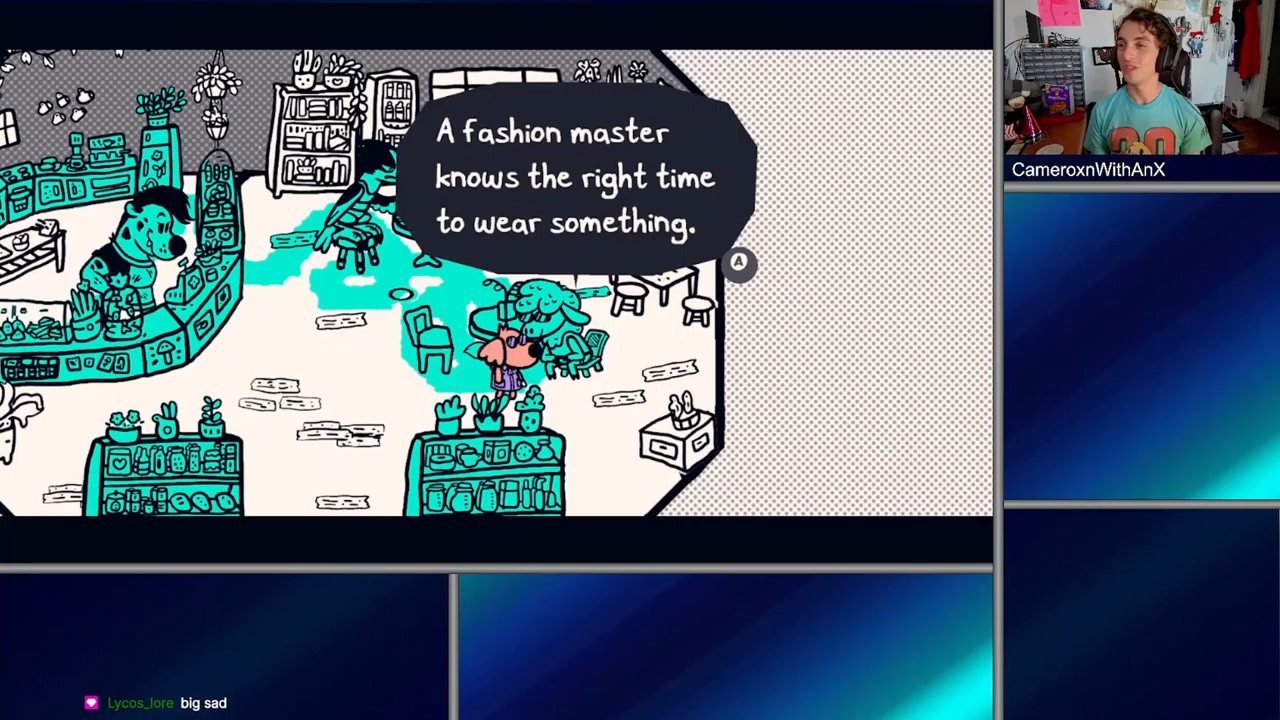 A fashion master
knows the right time
to wear something.
A
CameroxnWithAnX
Lycos_lore big sad